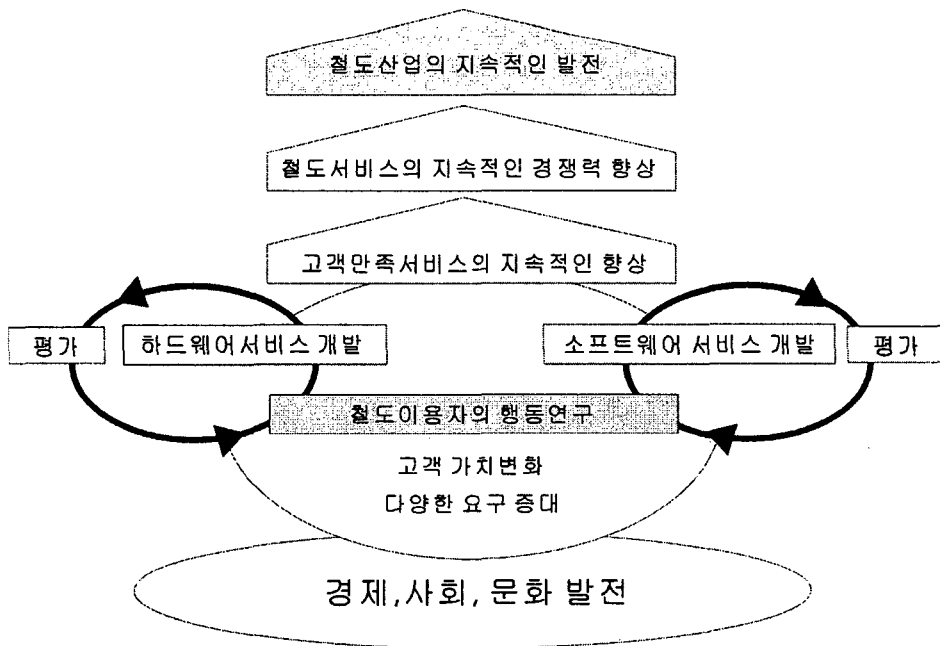 철도산업의 지속적인 발전
철도서비스의 지속적인 경쟁력 향상
고객만족서비스의 지속적인 향상
평가
하드웨어서비스 개발
소프트웨어 서비스 개발
평가
철도이용자의 행동연구
고객 가치변화
다양한 요구 증대
경제,사회, 문화 발전